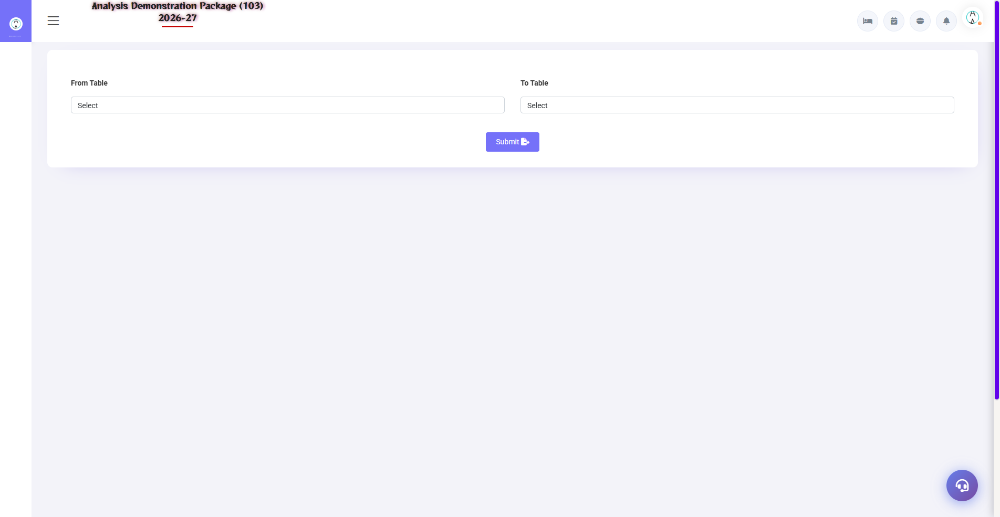 Analysis Demonstration Package (103)
2026-27
From Table
To Table
Select
Select
Submit